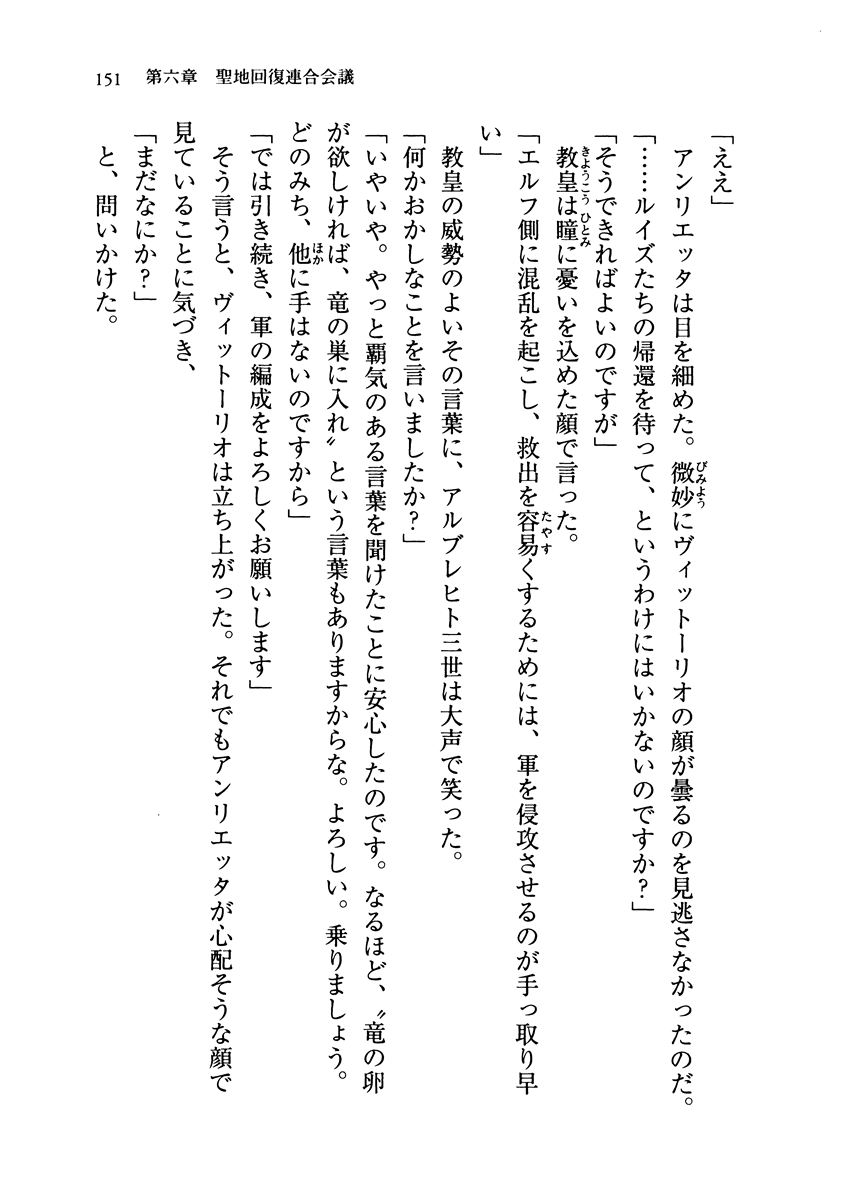 151 第六章 聖地回復連合会議
「ええ」
アンリエッタは目を細めた。微妙にヴィットーリオの顔が曇るのを見逃さなかったのだ。
「……ルイズたちの帰還を待って、というわけにはいかないのですか？」
「そうできればよいのですが」
教皇は瞳に憂いを込めた顔で言った。
「エルフ側に混乱を起こし、救出を容易くするためには、軍を侵攻させるのが手っ取り早
い」
教皇の威勢のよいその言葉に、アルブレヒト三世は大声で笑った。
「何かおかしなことを言いましたか？」
「いやいや。やっと覇気のある言葉を聞けたことに安心したのです。なるほど、〝竜の卵
が欲しければ、竜の巣に入れ〟という言葉もありますからな。よろしい。乗りましょう。
どのみち、他に手はないのですから」
「では引き続き、軍の編成をよろしくお願いします」
そう言うと、ヴィットーリオは立ち上がった。それでもアンリエッタが心配そうな顔で
見ていることに気づき、
「まだなにか？」
と、問いかけた。